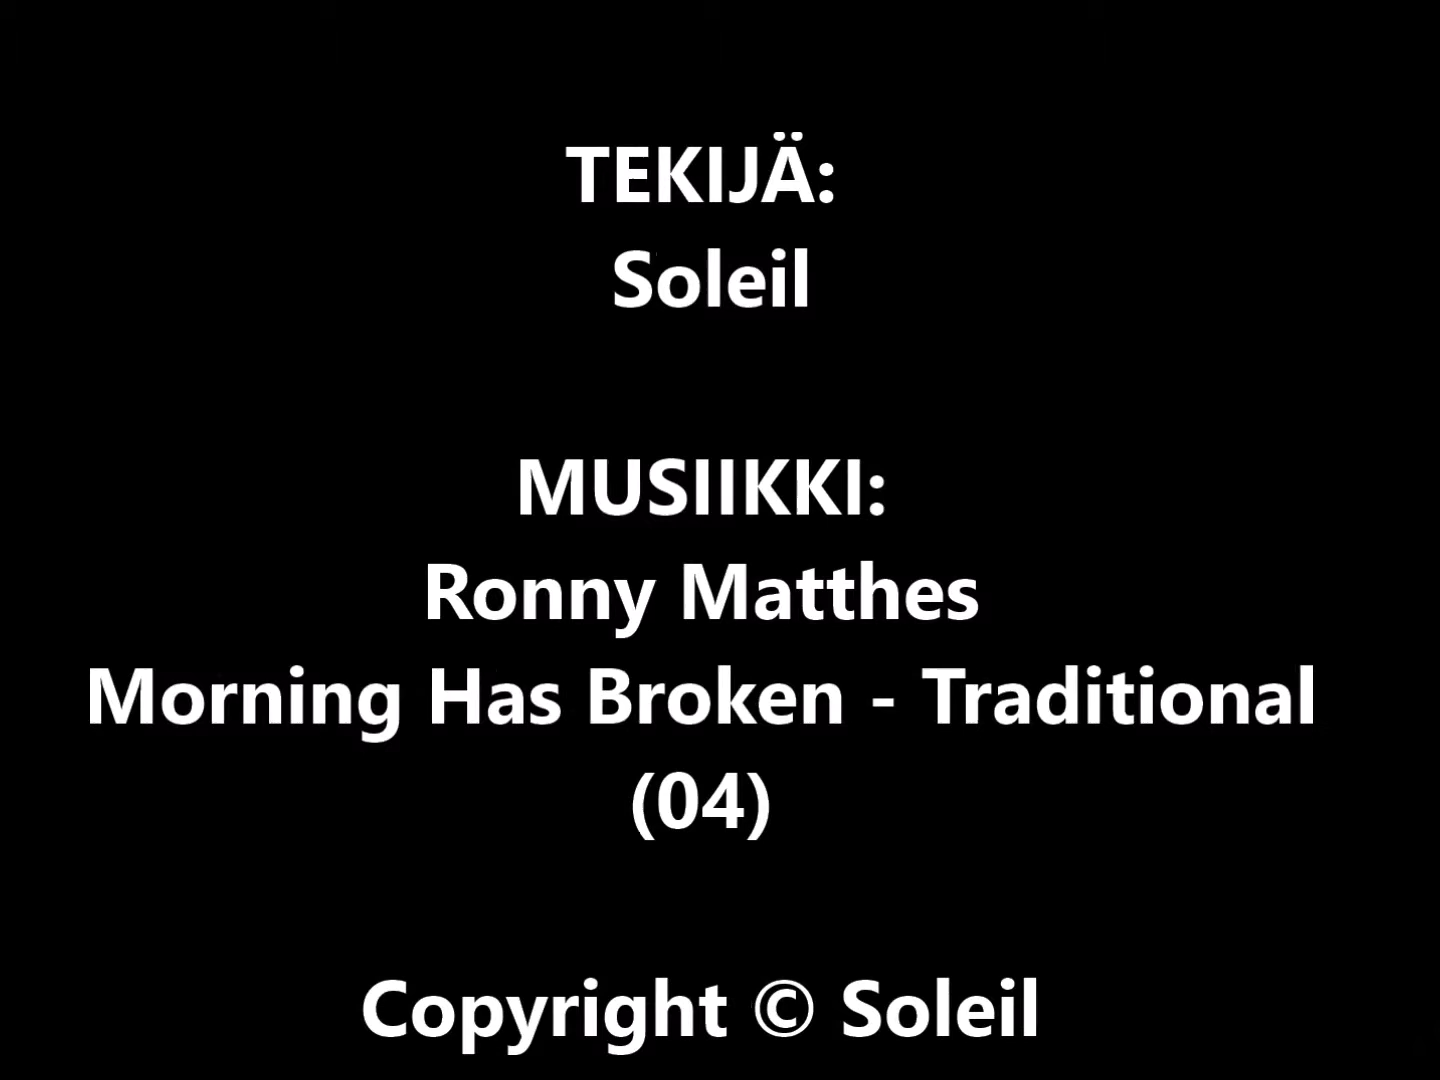 TEKIJÄ:
Soleil
MUSIIKKI:
Ronny Matthes
Morning Has Broken - Traditional
(04)
Copyright © Soleil